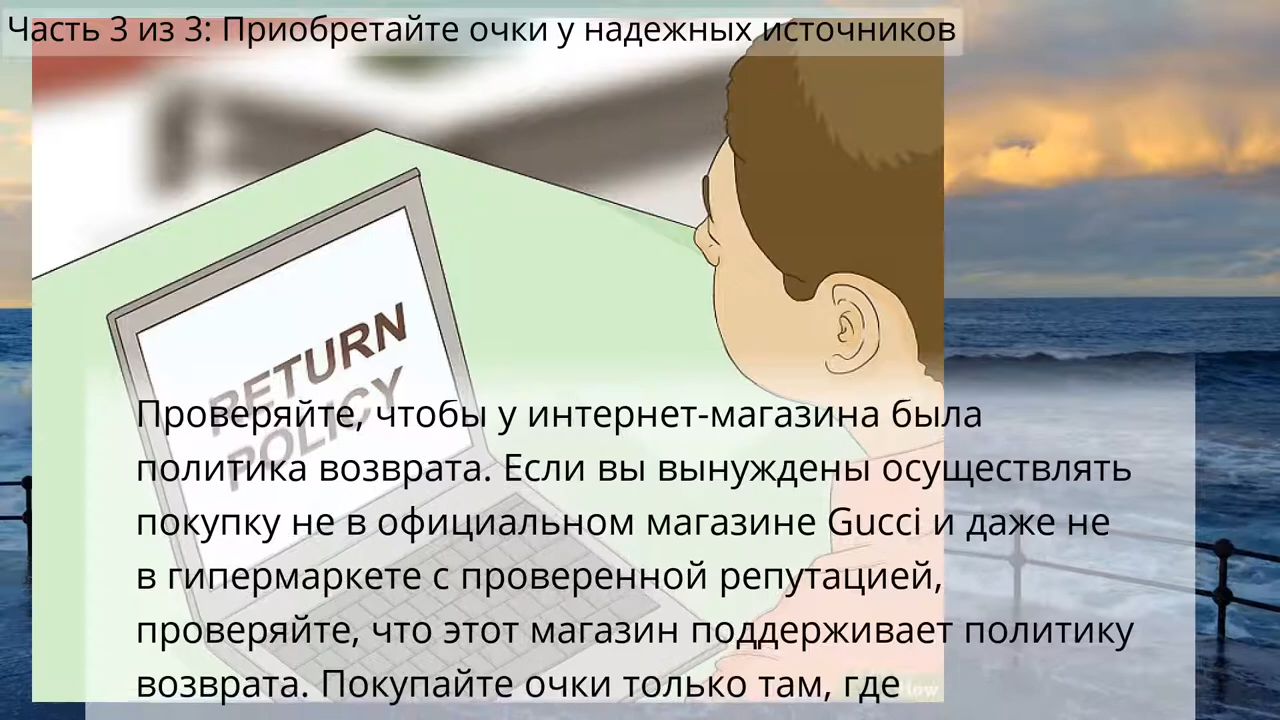 Часть 3 из 3: Приобретайте очки у надежных источников
RETURN
POLICY
Проверяйте, чтобы у интернет-магазина была
политика возврата. Если вы вынуждены осуществлять
покупку не в официальном магазине Gucci и даже не
в гипермаркете с проверенной репутацией,
проверяйте, что этот магазин поддерживает политику
возврата. Покупайте очки только там, где